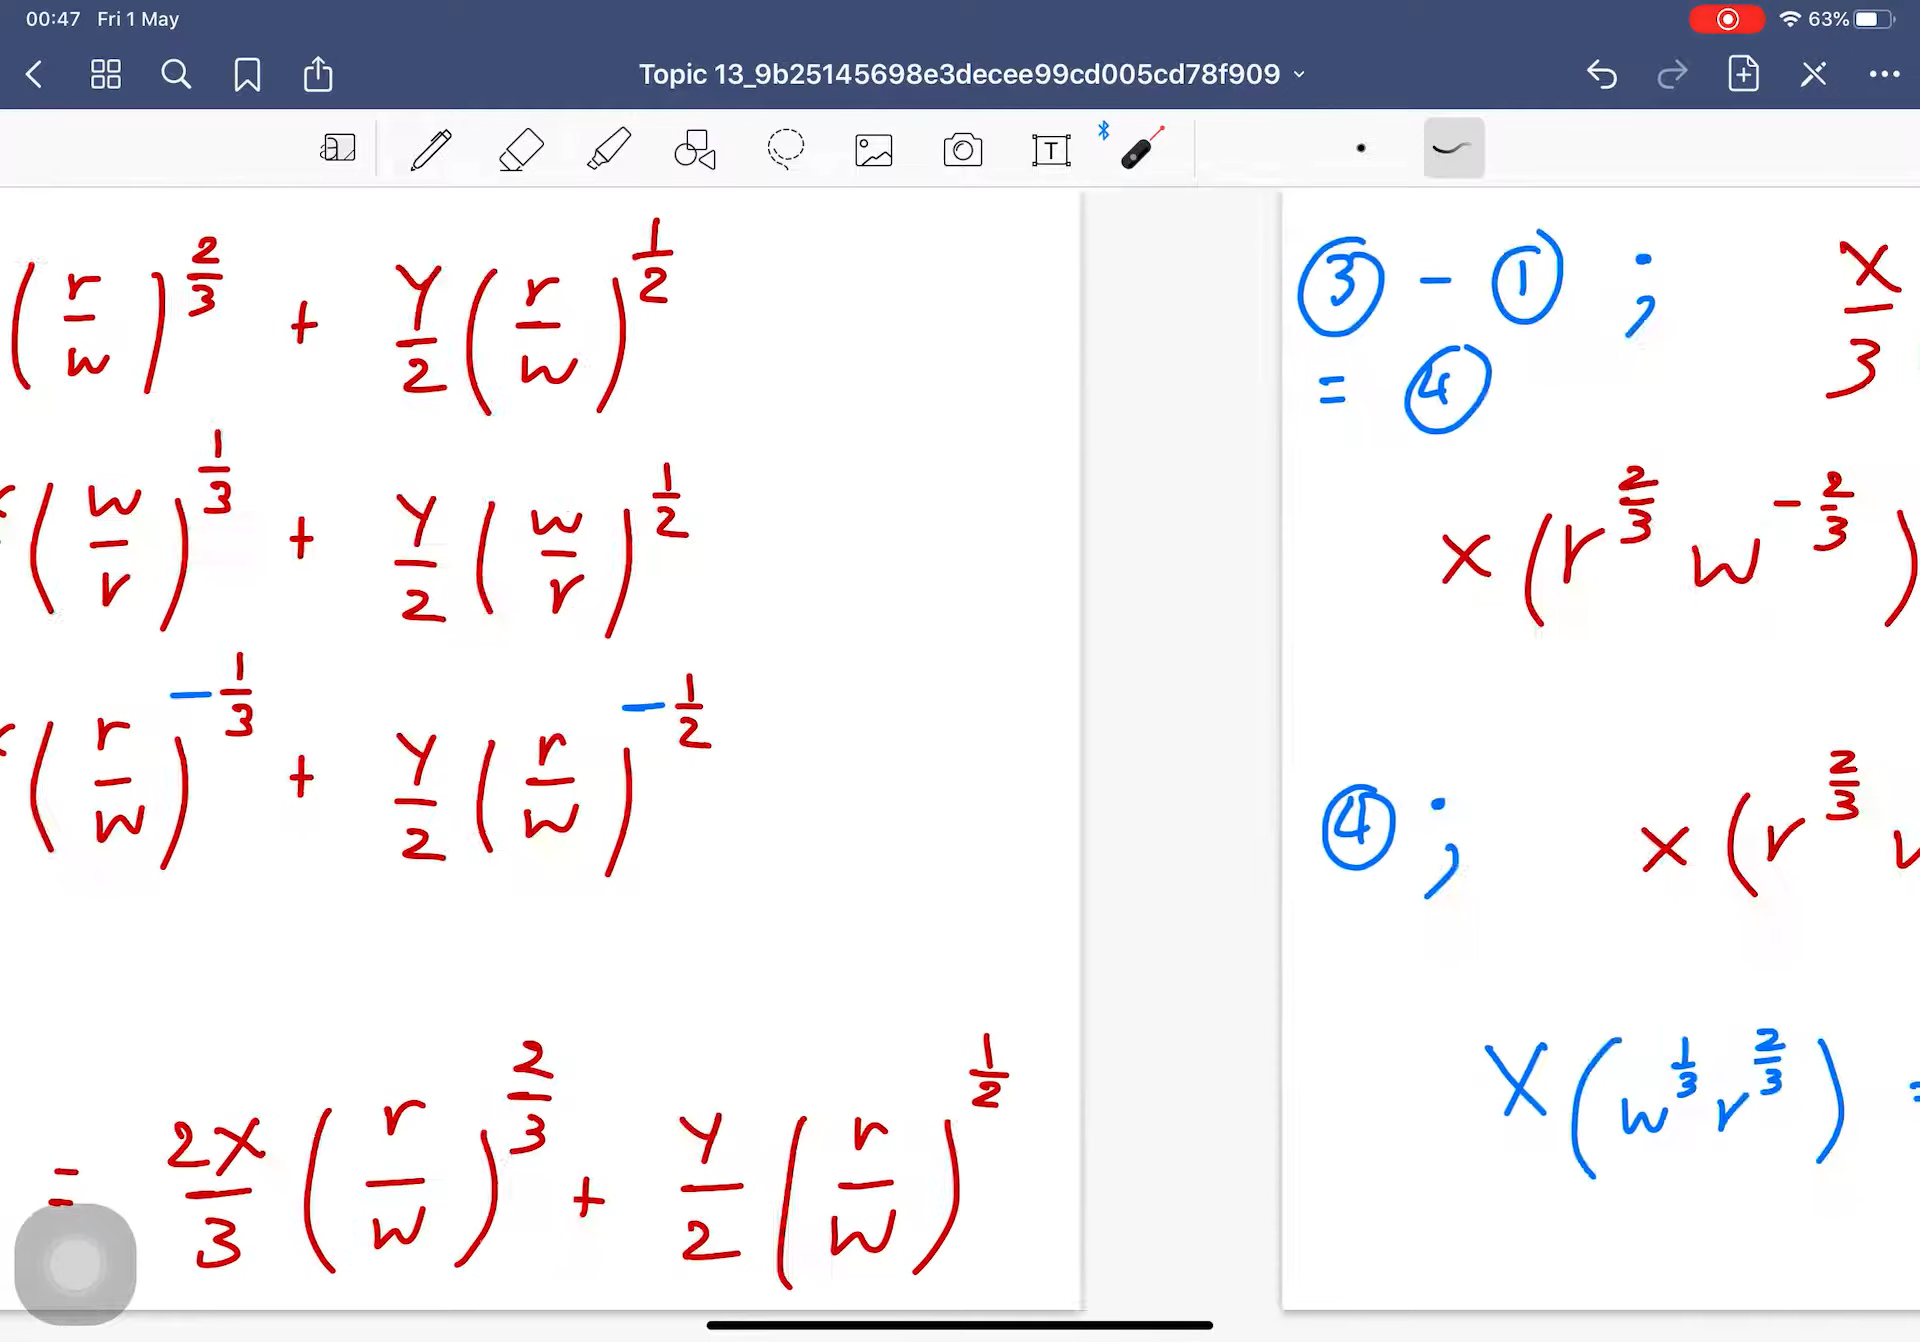 00:47 Fri 1 May 63%
Topic 13_9b25145698e3decee99cd005cd78f909
T
(r/w)^(2/3) + Y/2 (r/w)^(1/2)
(w/r)^(1/3) + Y/2 (w/r)^(1/2)
(r/w)^(-1/3) + Y/2 (r/w)^(-1/2)
= 2X/3 (r/w)^(2/3) + Y/2 (r/w)^(1/2)
③ - ① ; X/3
= ④
X (r^(2/3) w^(-2/3))
④ ; X (r^(2/3)
X (w^(1/3) r^(2/3))